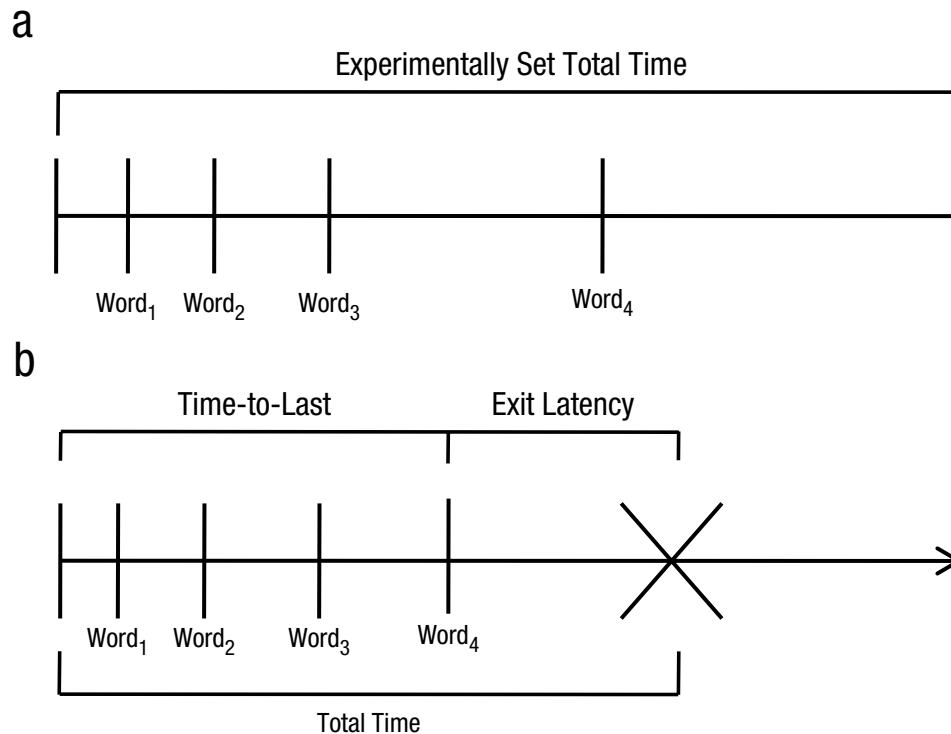 a
Experimentally Set Total Time
Word₁ Word₂ Word₃ Word₄
b
Time-to-Last Exit Latency
Word₁ Word₂ Word₃ Word₄
Total Time